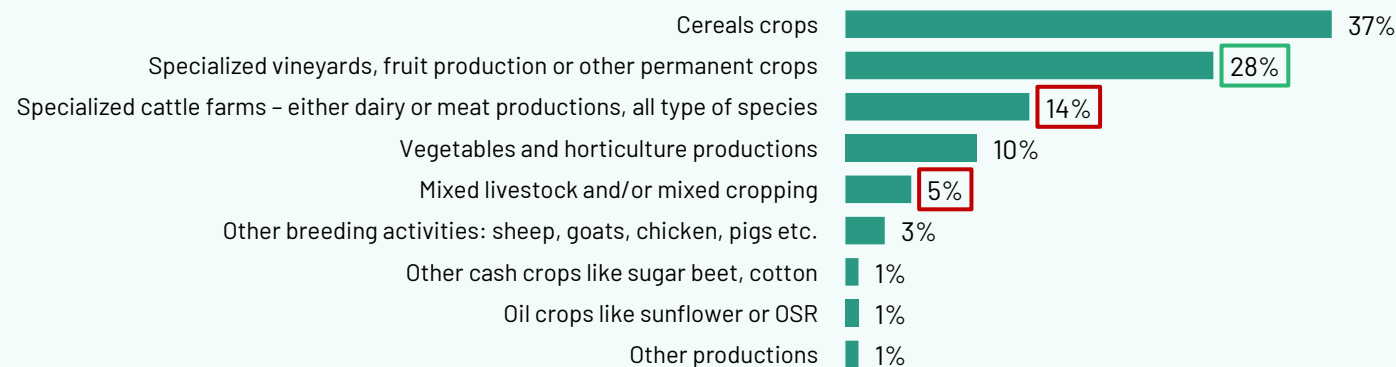 Cereals crops 37%
Specialized vineyards, fruit production or other permanent crops 28%
Specialized cattle farms – either dairy or meat productions, all type of species 14%
Vegetables and horticulture productions 10%
Mixed livestock and/or mixed cropping 5%
Other breeding activities: sheep, goats, chicken, pigs etc. 3%
Other cash crops like sugar beet, cotton 1%
Oil crops like sunflower or OSR 1%
Other productions 1%